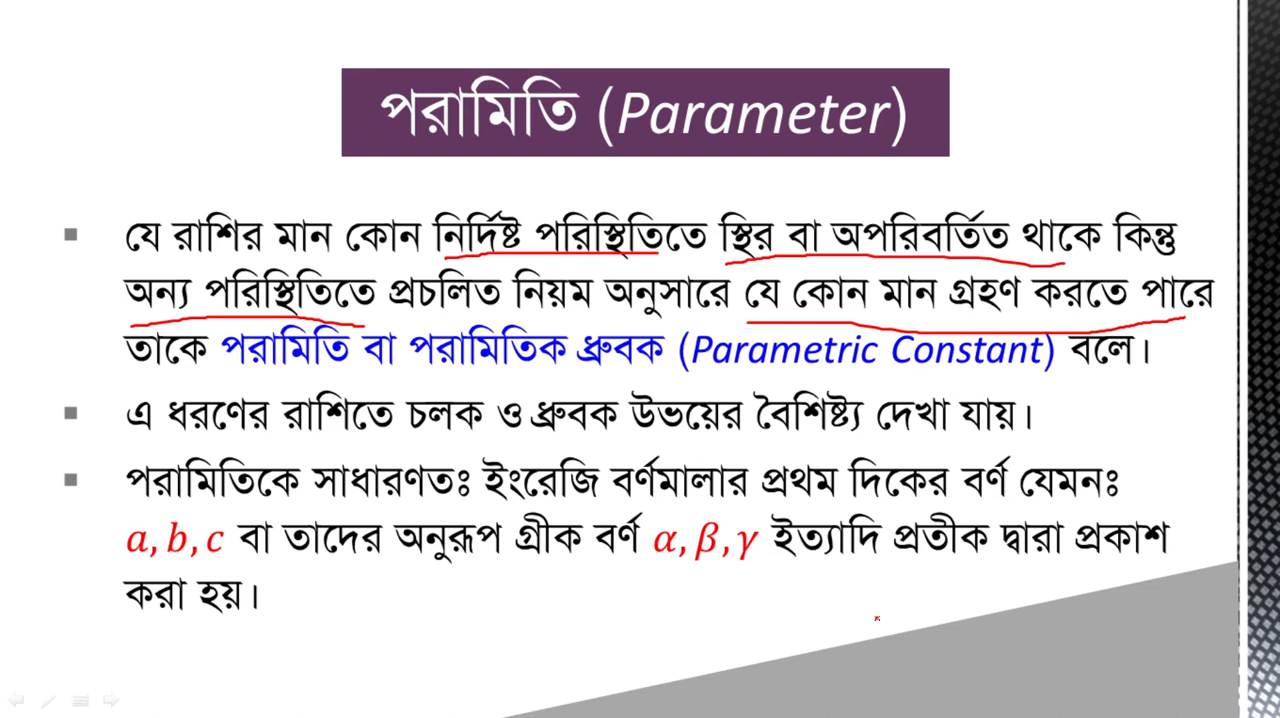 পরামিতি (Parameter)
যে রাশির মান কোন নির্দিষ্ট পরিস্থিতিতে স্থির বা অপরিবর্তিত থাকে কিন্তু
অন্য পরিস্থিতিতে প্রচলিত নিয়ম অনুসারে যে কোন মান গ্রহণ করতে পারে
তাকে পরামিতি বা পরামিতিক ধ্রুবক (Parametric Constant) বলে।
এ ধরণের রাশিতে চলক ও ধ্রুবক উভয়ের বৈশিষ্ট্য দেখা যায়।
পরামিতিকে সাধারণতঃ ইংরেজি বর্ণমালার প্রথম দিকের বর্ণ যেমনঃ
a, b, c বা তাদের অনুরূপ গ্রীক বর্ণ α, β, γ ইত্যাদি প্রতীক দ্বারা প্রকাশ
করা হয়।